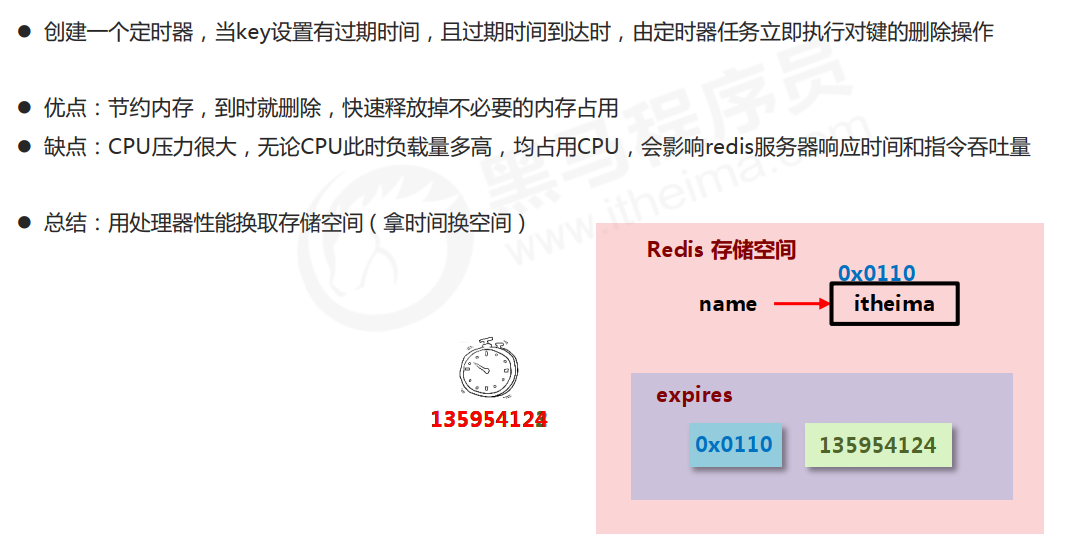 ● 创建一个定时器，当key设置有过期时间，且过期时间到达时，由定时器任务立即执行对键的删除操作
● 优点：节约内存，到时就删除，快速释放掉不必要的内存占用
● 缺点：CPU压力很大，无论CPU此时负载量多高，均占用CPU，会影响redis服务器响应时间和指令吞吐量
● 总结：用处理器性能换取存储空间（拿时间换空间）
黑马程序员
www.itheima.com
Redis 存储空间
0x0110
name
itheima
expires
0x0110
135954124
13595412